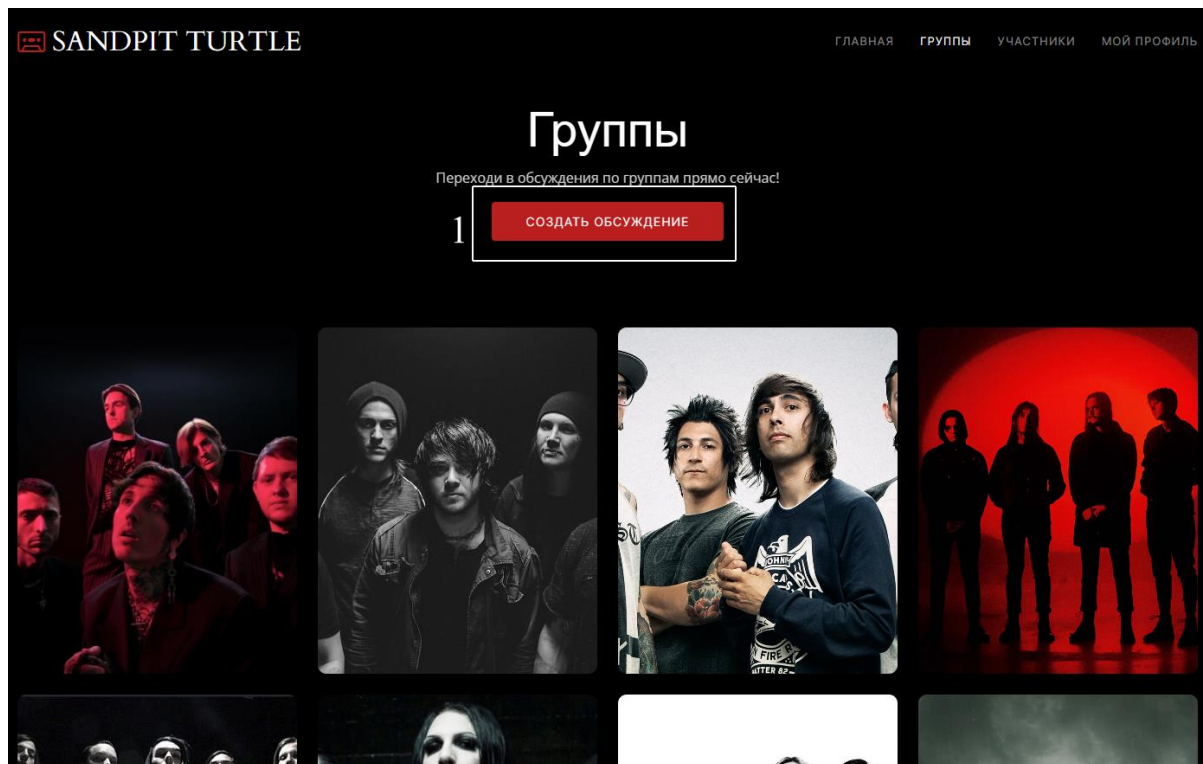 SANDPIT TURTLE
ГЛАВНАЯ ГРУППЫ УЧАСТНИКИ МОЙ ПРОФИЛЬ
Группы
Переходи в обсуждения по группам прямо сейчас!
1
СОЗДАТЬ ОБСУЖДЕНИЕ